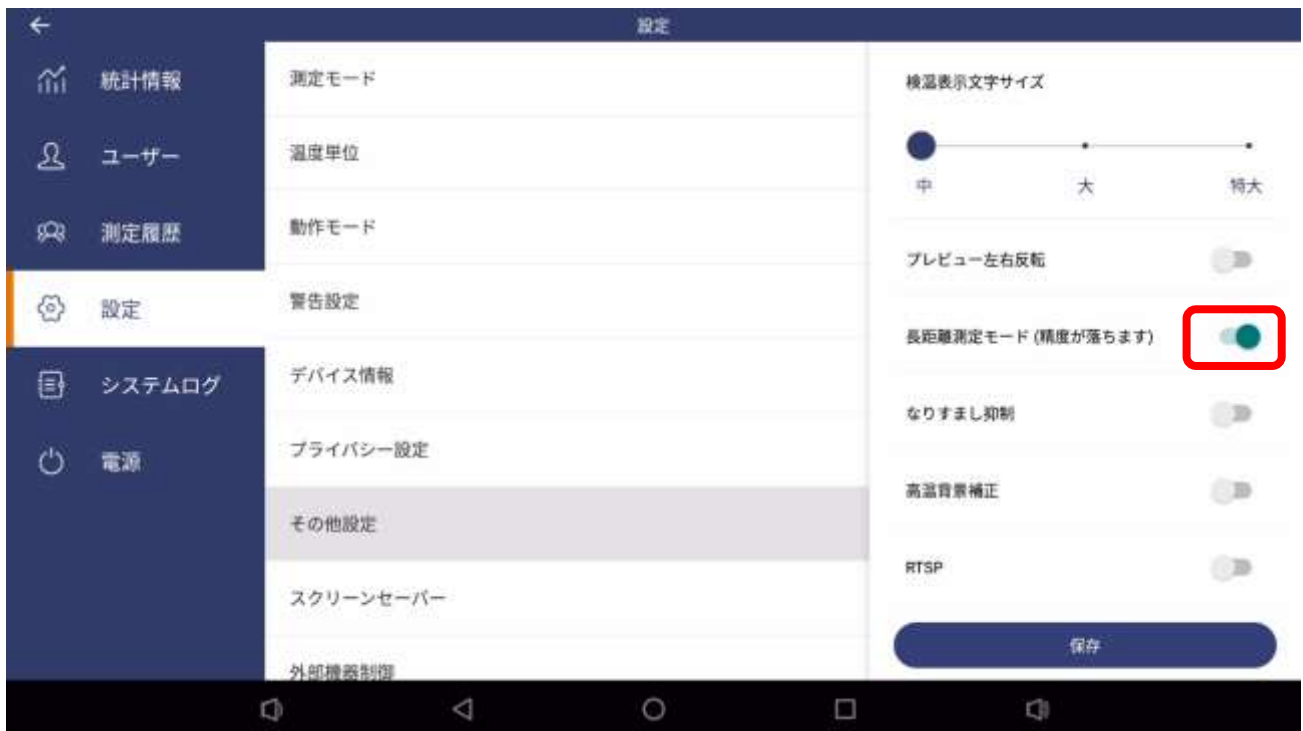 設定
統計情報
ユーザー
測定履歴
設定
システムログ
電源
測定モード
温度単位
動作モード
警告設定
デバイス情報
プライバシー設定
その他設定
スクリーンセーバー
外部機器制御
検温表示文字サイズ
中 大 特大
プレビュー左右反転
長距離測定モード (精度が落ちます)
なりすまし抑制
高温背景補正
RTSP
保存